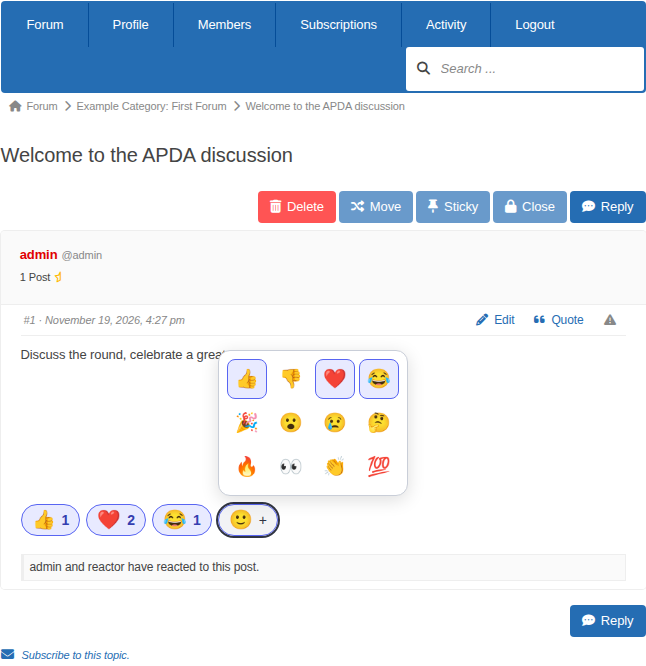 Forum Profile Members Subscriptions Activity Logout
Search ...
Forum Example Category: First Forum Welcome to the APDA discussion
Welcome to the APDA discussion
Delete Move Sticky Close Reply
admin @admin
1 Post
#1 · November 19, 2026, 4:27 pm Edit Quote
Discuss the round, celebrate a grea
👍 👎 ❤️ 😂
🎉 😮 😢 🤔
🔥 👀 👏 💯
👍 1 ❤️ 2 😂 1 🙂 +
admin and reactor have reacted to this post.
Reply
Subscribe to this topic.